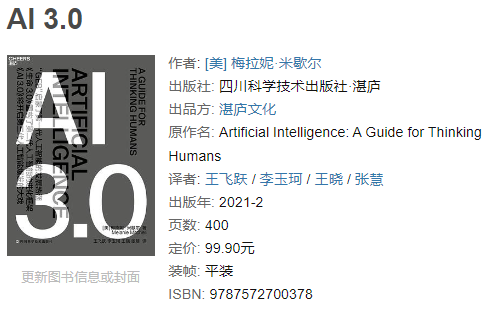 AI 3.0
CHEERS
湛庐
AI
3.0
ARTIFICIAL
INTELLIGENCE
A GUIDE FOR
THINKING HUMANS
Melanie Mitchell
更新图书信息或封面
作者: [美] 梅拉妮·米歇尔
出版社: 四川科学技术出版社·湛庐
出品方: 湛庐文化
原作名: Artificial Intelligence: A Guide for Thinking
Humans
译者: 王飞跃 / 李玉珂 / 王晓 / 张慧
出版年: 2021-2
页数: 400
定价: 99.90元
装帧: 平装
ISBN: 9787572700378